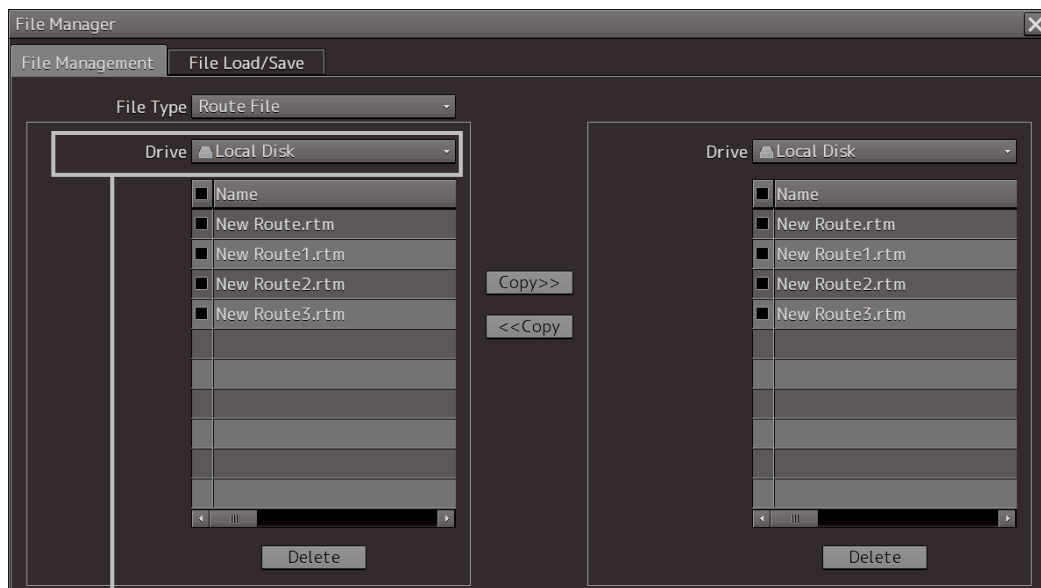 File Manager
File Management File Load/Save
File Type Route File
Drive Local Disk
Name
New Route.rtm
New Route1.rtm
New Route2.rtm
New Route3.rtm
Delete
Copy>>
<<Copy
Drive Local Disk
Name
New Route.rtm
New Route1.rtm
New Route2.rtm
New Route3.rtm
Delete